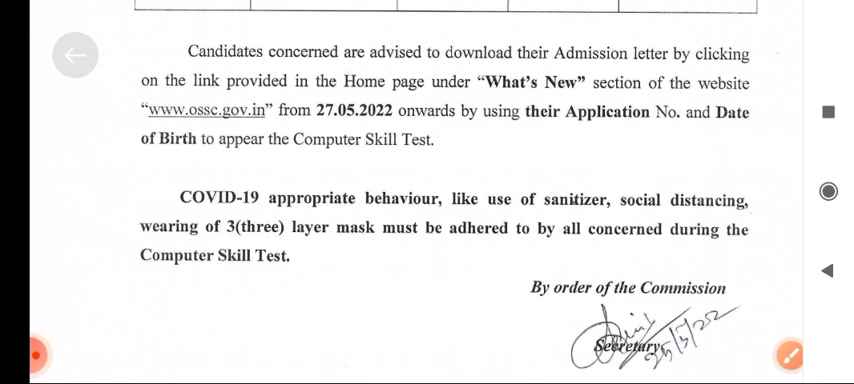 Candidates concerned are advised to download their Admission letter by clicking
on the link provided in the Home page under “What’s New” section of the website
“www.ossc.gov.in” from 27.05.2022 onwards by using their Application No. and Date
of Birth to appear the Computer Skill Test.
COVID-19 appropriate behaviour, like use of sanitizer, social distancing,
wearing of 3(three) layer mask must be adhered to by all concerned during the
Computer Skill Test.
By order of the Commission
Secretary